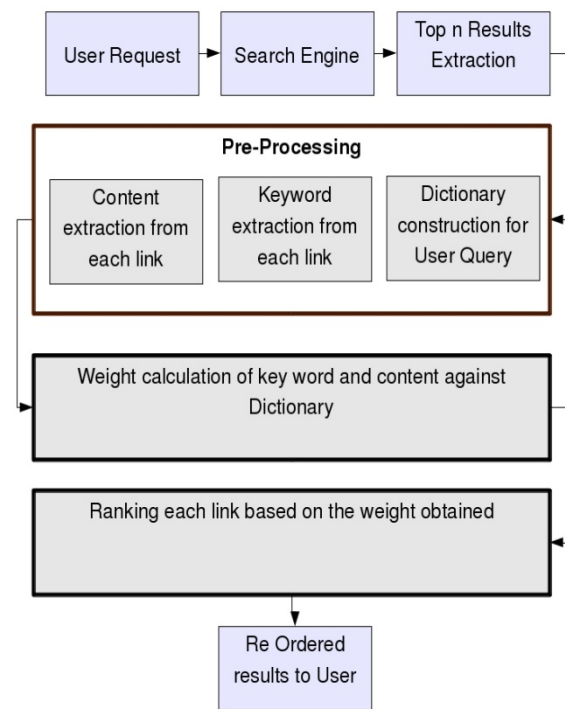 User Request
Search Engine
Top n Results
Extraction
Pre-Processing
Content
extraction from
each link
Keyword
extraction from
each link
Dictionary
construction for
User Query
Weight calculation of key word and content against
Dictionary
Ranking each link based on the weight obtained
Re Ordered
results to User